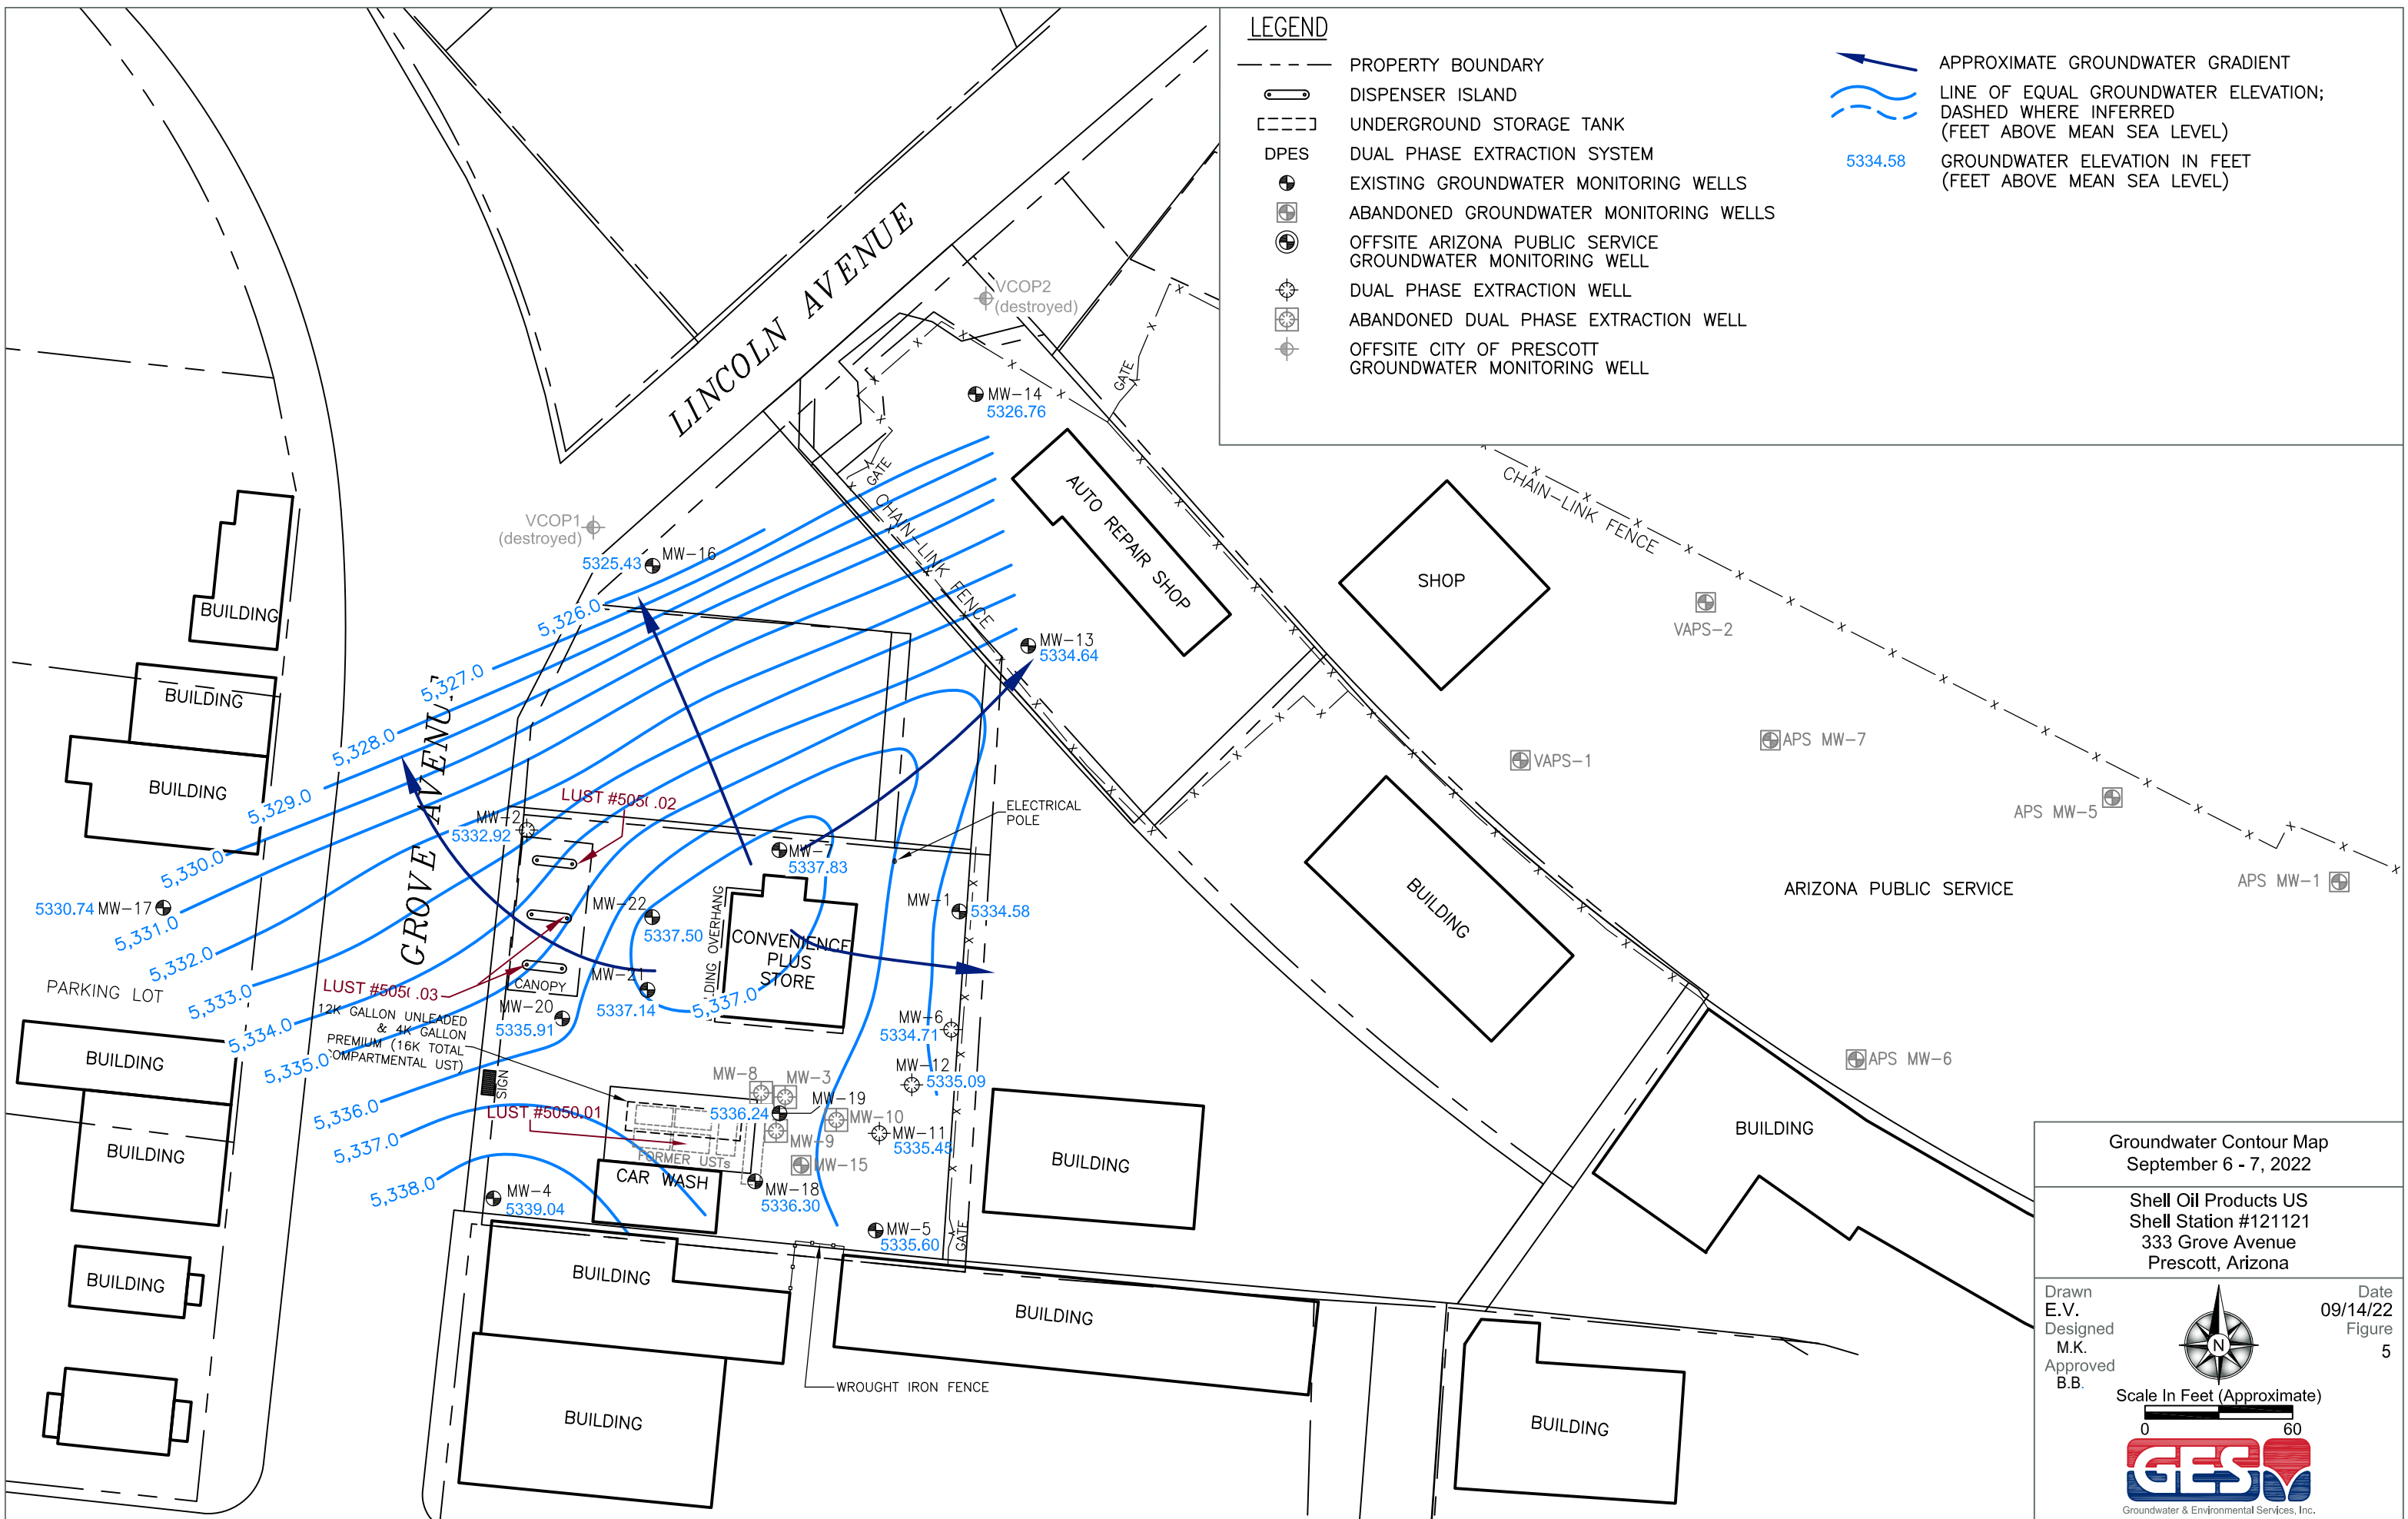 LEGEND
PROPERTY BOUNDARY
DISPENSER ISLAND
UNDERGROUND STORAGE TANK
DPES DUAL PHASE EXTRACTION SYSTEM
EXISTING GROUNDWATER MONITORING WELLS
ABANDONED GROUNDWATER MONITORING WELLS
OFFSITE ARIZONA PUBLIC SERVICE
GROUNDWATER MONITORING WELL
DUAL PHASE EXTRACTION WELL
ABANDONED DUAL PHASE EXTRACTION WELL
OFFSITE CITY OF PRESCOTT
GROUNDWATER MONITORING WELL
APPROXIMATE GROUNDWATER GRADIENT
LINE OF EQUAL GROUNDWATER ELEVATION;
DASHED WHERE INFERRED
(FEET ABOVE MEAN SEA LEVEL)
5334.58 GROUNDWATER ELEVATION IN FEET
(FEET ABOVE MEAN SEA LEVEL)
LINCOLN AVENUE
VCOP2
(destroyed)
MW-14
5326.76
GATE
GATE
CHAIN-LINK FENCE
AUTO REPAIR SHOP
CHAIN-LINK FENCE
SHOP
VCOP1
(destroyed)
MW-16
5325.43
5,326.0
5,327.0
5,328.0
5,329.0
5,330.0
5,331.0
5,332.0
5,333.0
5,334.0
5,335.0
5,336.0
5,337.0
5,338.0
5,337.0
BUILDING
BUILDING
BUILDING
GROVE
MW-13
5334.64
VAPS-2
VAPS-1
APS MW-7
APS MW-5
APS MW-1
APS MW-6
ARIZONA PUBLIC SERVICE
MW-2
5332.92
LUST #505( .02
ELECTRICAL
POLE
MW-
5337.83
MW-1
5334.58
MW-22
5337.50
CONVENIENCE
PLUS
STORE
OVERHANG
5330.74 MW-17
PARKING LOT
LUST #505( .03
CANOPY
MW-21
5337.14
MW-20
5335.91
12K GALLON UNLEADED
& 4K GALLON
PREMIUM (16K TOTAL
OMPARTMENTAL UST)
SIGN
LUST #5050.01
MW-6
5334.71
MW-12
5335.09
MW-8
MW-3
MW-19
5336.24
MW-10
MW-9
MW-11
5335.45
MW-15
FORMER USTs
CAR WASH
MW-18
5336.30
MW-4
5339.04
MW-5
5335.60
GATE
BUILDING
BUILDING
BUILDING
BUILDING
BUILDING
BUILDING
BUILDING
BUILDING
BUILDING
BUILDING
BUILDING
WROUGHT IRON FENCE
Groundwater Contour Map
September 6 - 7, 2022
Shell Oil Products US
Shell Station #121121
333 Grove Avenue
Prescott, Arizona
Drawn
E.V.
Designed
M.K.
Approved
B.B.
N
Date
09/14/22
Figure
5
Scale In Feet (Approximate)
0 60
GES
Groundwater & Environmental Services, Inc.